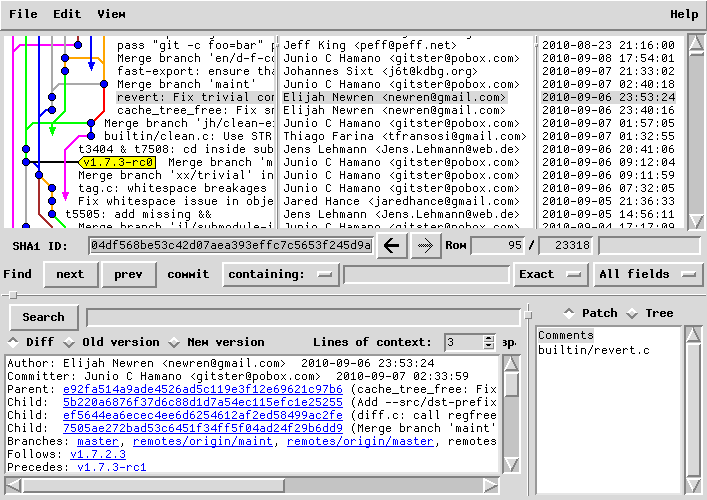 File Edit View Help
pass "git -c foo=bar" p Jeff King <peff@peff.net> 2010-08-23 21:16:00
Merge branch 'en/d-f-co Junio C Hamano <gitster@pobox.com> 2010-09-08 17:54:01
fast-export: ensure tha Johannes Sixt <j6t@kdbg.org> 2010-09-07 21:33:02
Merge branch 'maint' Junio C Hamano <gitster@pobox.com> 2010-09-07 02:40:18
revert: Fix trivial con Elijah Newren <newren@gmail.com> 2010-09-06 23:53:24
cache_tree_free: Fix sm Junio C Hamano <gitster@pobox.com> 2010-09-06 23:40:16
Merge branch 'jh/clean-ex Junio C Hamano <gitster@pobox.com> 2010-09-07 01:57:05
builtin/clean.c: Use STR Thiago Farina <tfransosi@gmail.com> 2010-09-07 01:32:55
t3404 & t7508: cd inside sub Jens Lehmann <Jens.Lehmann@web.de> 2010-09-06 20:41:06
v1.7.3-rc0 Merge branch 'm Junio C Hamano <gitster@pobox.com> 2010-09-06 09:12:04
Merge branch 'xx/trivial' in Junio C Hamano <gitster@pobox.com> 2010-09-06 09:11:59
tag.c: whitespace breakages Junio C Hamano <gitster@pobox.com> 2010-09-06 07:32:05
Fix whitespace issue in obje Jared Hance <jaredhance@gmail.com> 2010-09-05 21:36:33
t5505: add missing && Jens Lehmann <Jens.Lehmann@web.de> 2010-09-05 14:56:11
Merge branch 'jl/submodule-i Junio C Hamano <gitster@pobox.com> 2010-09-04 17:17:09
SHA1 ID: 04df568be53c42d07aea393effc7c5653f245d9a Row 95 / 23318
Find next prev commit containing: Exact All fields
Search
Diff Old version New version Lines of context: 3 spa
Patch Tree
Author: Elijah Newren <newren@gmail.com> 2010-09-06 23:53:24
Committer: Junio C Hamano <gitster@pobox.com> 2010-09-07 02:33:59
Parent: e92fa514a9ade4526ad5c119e3f12e69621c97b6 (cache_tree_free: Fix
Child: 5b220a6876f37d6c88d1d7a54ec115efc1e25255 (Add --src/dst-prefix
Child: ef5644ea6ecec4ee6d6254612af2ed58499ac2fe (diff.c: call regfree
Child: 7505ae272bad53c6451f34ff5f04ad24f29b6dd9 (Merge branch 'maint'
Branches: master, remotes/origin/maint, remotes/origin/master, remotes
Follows: v1.7.2.3
Precedes: v1.7.3-rc1
Comments
builtin/revert.c